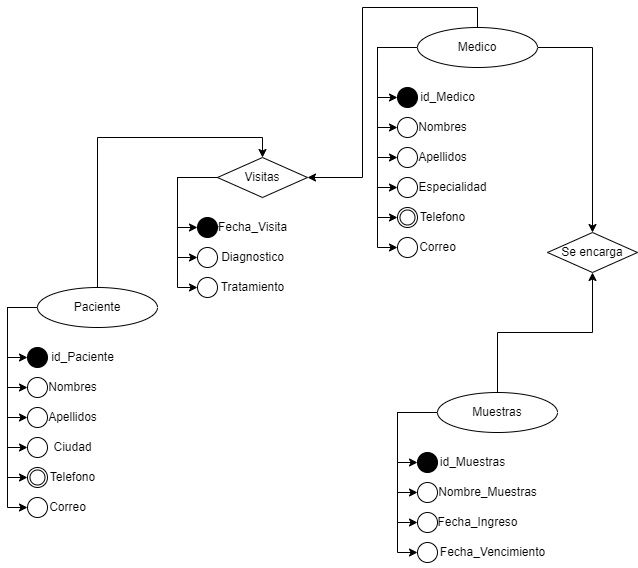 Medico
id_Medico
Nombres
Apellidos
Especialidad
Telefono
Correo
Visitas
Fecha_Visita
Diagnostico
Tratamiento
Se encarga
Paciente
id_Paciente
Nombres
Apellidos
Ciudad
Telefono
Correo
Muestras
id_Muestras
Nombre_Muestras
Fecha_Ingreso
Fecha_Vencimiento